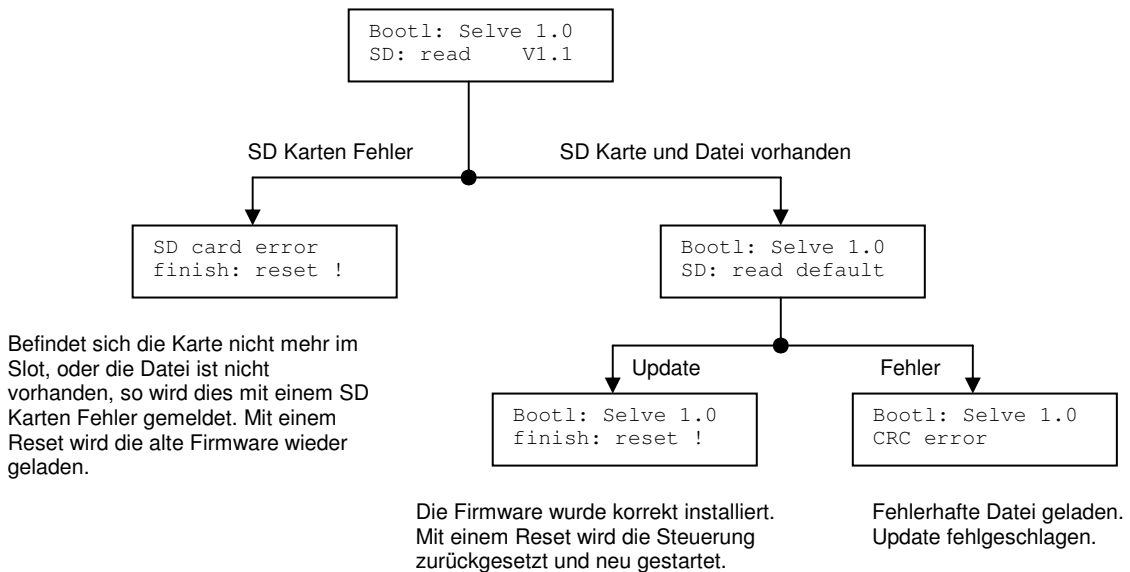 Bootl: Selve 1.0
SD: read    V1.1
SD Karten Fehler
SD Karte und Datei vorhanden
SD card error
finish: reset !
Bootl: Selve 1.0
SD: read default
Befindet sich die Karte nicht mehr im
Slot, oder die Datei ist nicht
vorhanden, so wird dies mit einem SD
Karten Fehler gemeldet. Mit einem
Reset wird die alte Firmware wieder
geladen.
Update
Fehler
Bootl: Selve 1.0
finish: reset !
Bootl: Selve 1.0
CRC error
Die Firmware wurde korrekt installiert.
Mit einem Reset wird die Steuerung
zurückgesetzt und neu gestartet.
Fehlerhafte Datei geladen.
Update fehlgeschlagen.